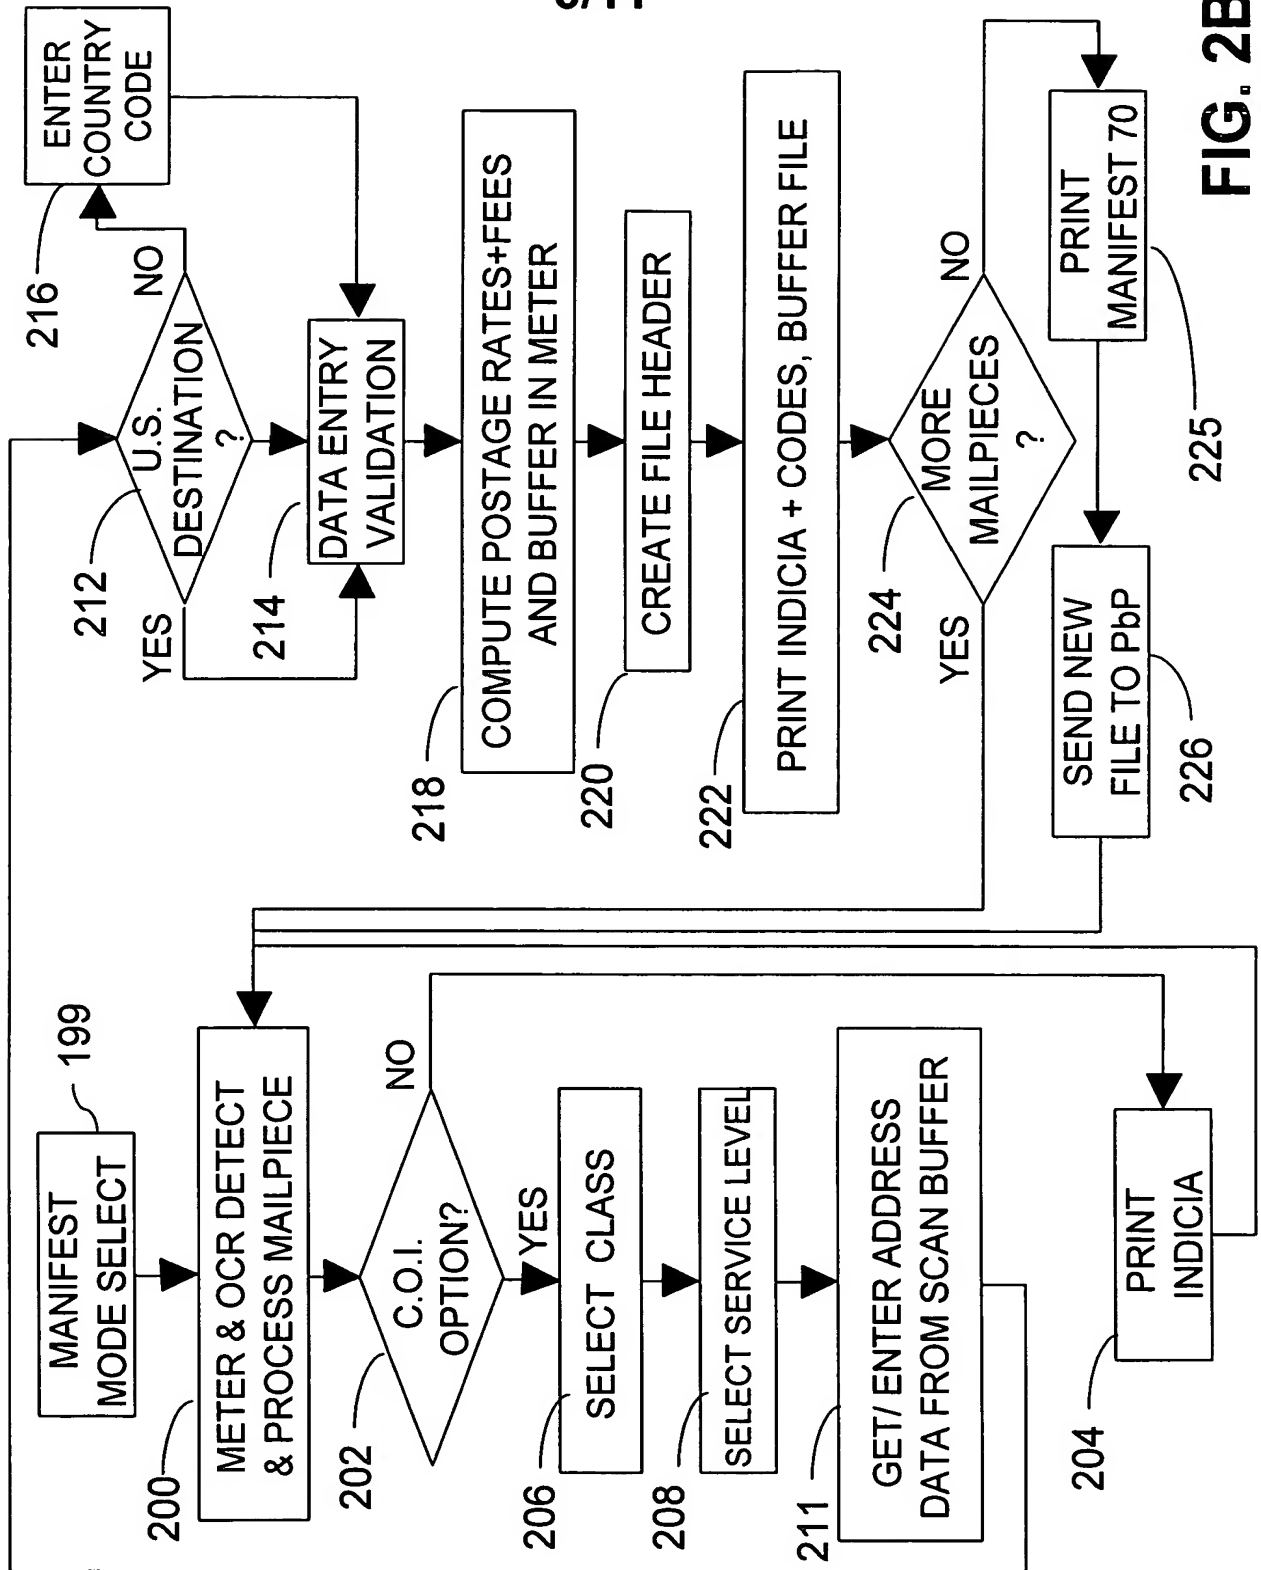 MANIFEST
MODE SELECT
199
METER & OCR DETECT
& PROCESS MAILPIECE
200
C.O.I.
OPTION?
202
NO
YES
SELECT CLASS
206
SELECT SERVICE LEVEL
208
GET/ ENTER ADDRESS
DATA FROM SCAN BUFFER
211
PRINT
INDICIA
204
U.S.
DESTINATION
?
212
NO
YES
ENTER
COUNTRY
CODE
216
DATA ENTRY
VALIDATION
214
COMPUTE POSTAGE RATES+FEES
AND BUFFER IN METER
218
CREATE FILE HEADER
220
PRINT INDICIA + CODES, BUFFER FILE
222
MORE
MAILPIECES
?
224
NO
YES
PRINT
MANIFEST 70
225
SEND NEW
FILE TO PbP
226
FIG. 2B